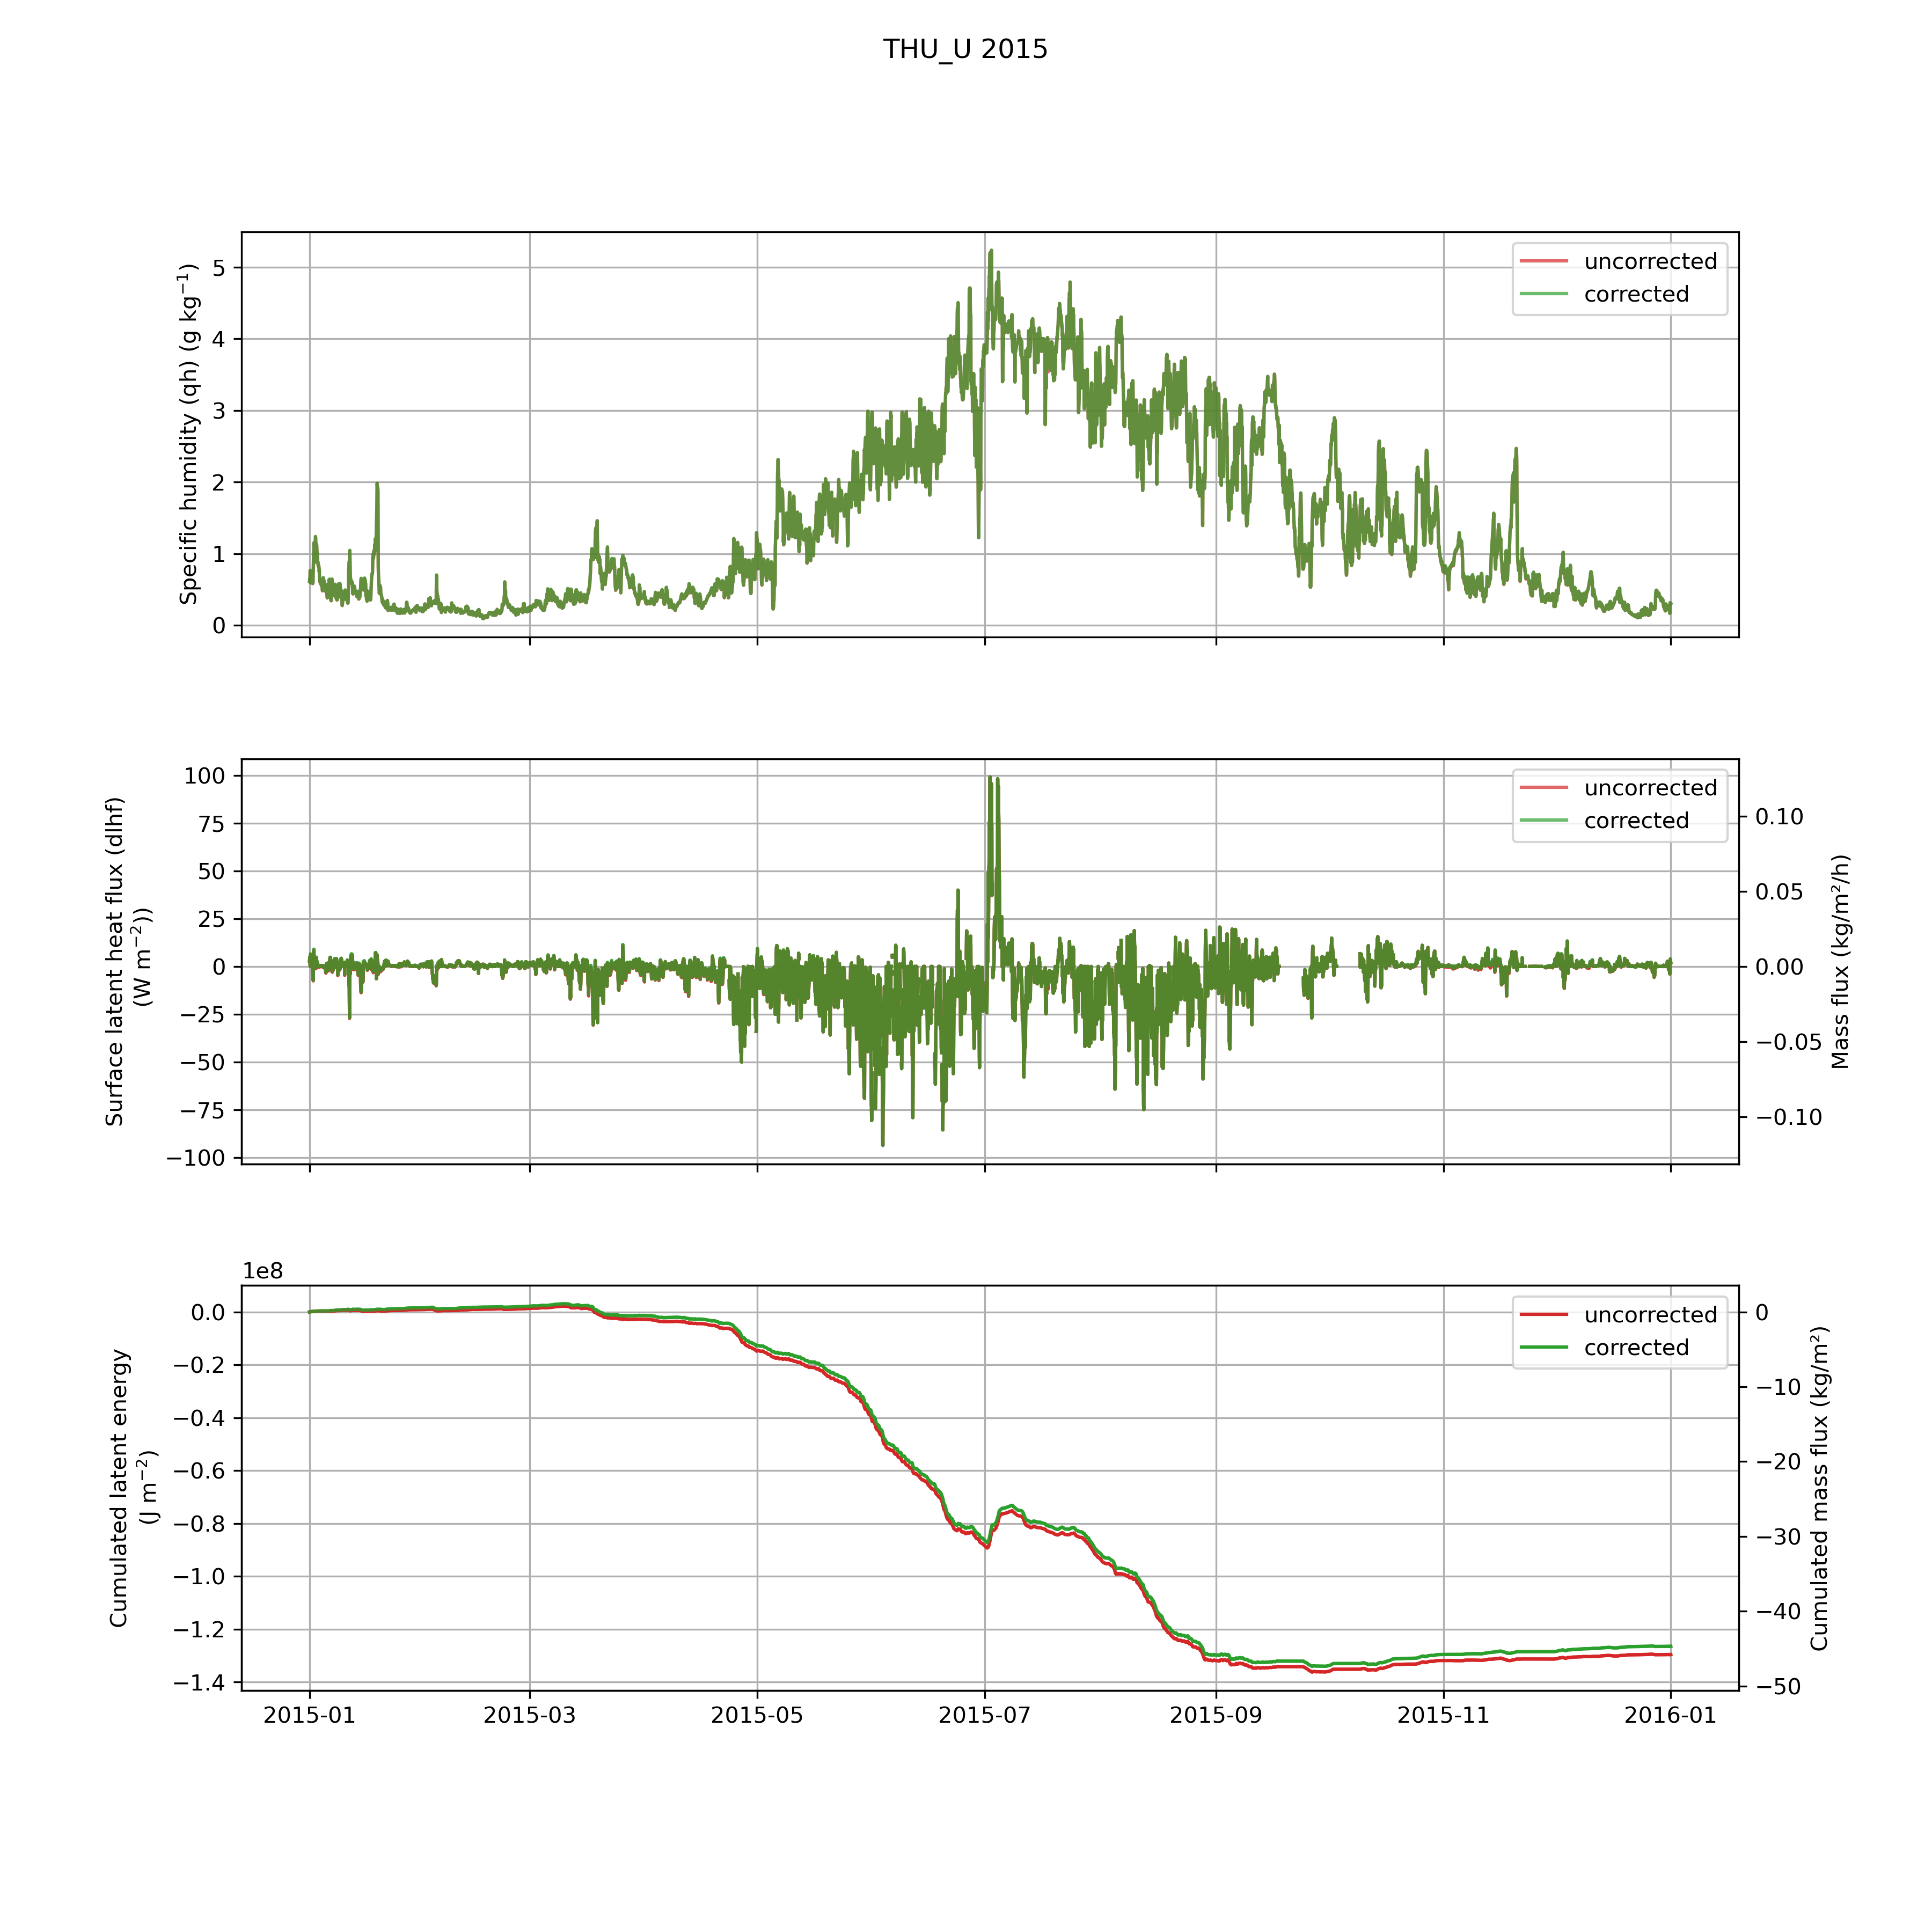 THU_U 2015
Specific humidity (qh) (g kg⁻¹)
5
4
3
2
1
0
uncorrected
corrected
Surface latent heat flux (dlhf)
(W m⁻²))
100
75
50
25
0
−25
−50
−75
−100
uncorrected
corrected
0.10
0.05
0.00
−0.05
−0.10
Mass flux (kg/m²/h)
1e8
Cumulated latent energy
(J m⁻²)
0.0
−0.2
−0.4
−0.6
−0.8
−1.0
−1.2
−1.4
uncorrected
corrected
0
−10
−20
−30
−40
−50
Cumulated mass flux (kg/m²)
2015-01 2015-03 2015-05 2015-07 2015-09 2015-11 2016-01